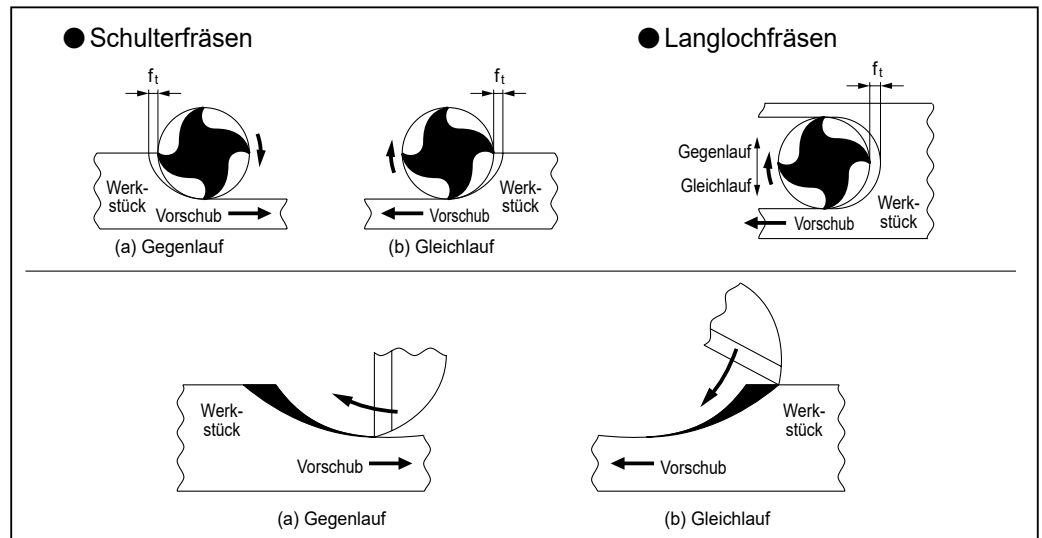 ● Schulterfräsen
ft
Werk-
stück
Vorschub
(a) Gegenlauf
ft
Werk-
stück
Vorschub
(b) Gleichlauf
● Langlochfräsen
ft
Gegenlauf
Gleichlauf
Werk-
stück
Vorschub
Werk-
stück
Vorschub
(a) Gegenlauf
Werk-
stück
Vorschub
(b) Gleichlauf